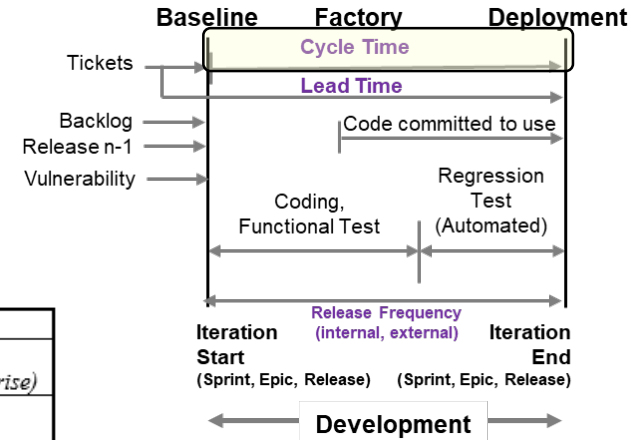 Baseline Factory Deployment
Cycle Time
Tickets
Lead Time
Backlog
Code committed to use
Release n-1
Vulnerability
Regression
Test
(Automated)
Coding,
Functional Test
Release Frequency
(internal, external)
Iteration
Start
(Sprint, Epic, Release)
Iteration
End
(Sprint, Epic, Release)
Development